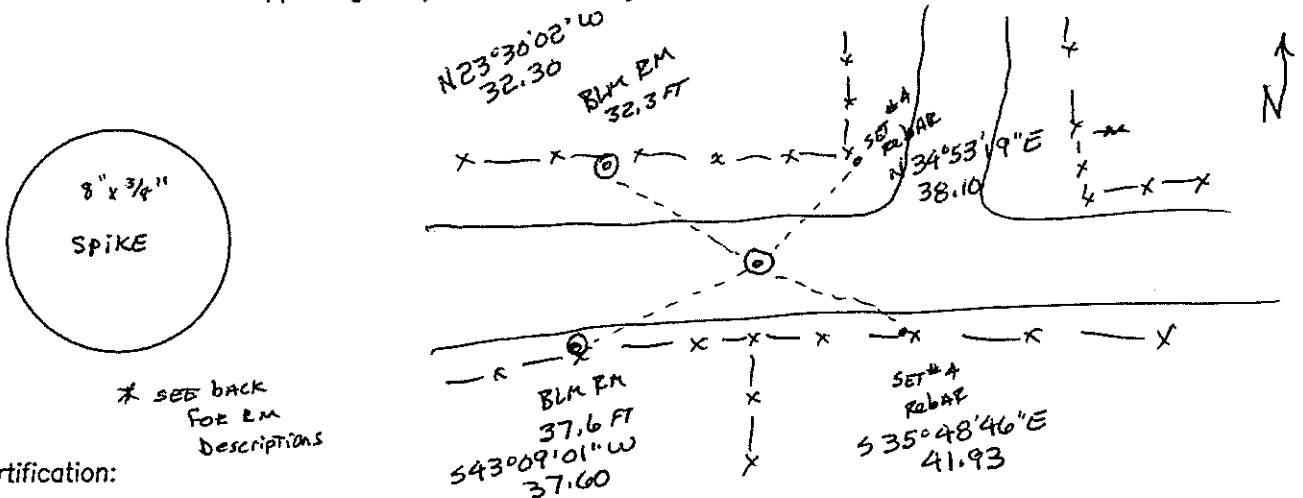 N23°30'02"W
32.30
BLM RM
32.3 FT
SET #4
RebAR
N 34°53'19"E
38.10
N
8" x 3/4"
SPiKE
* SEE bACK
FOR RM
Descriptions
BLM RM
37.6 FT
S43°09'01"W
37.60
SET #4
RebAR
S 35°48'46"E
41.93
rtification: